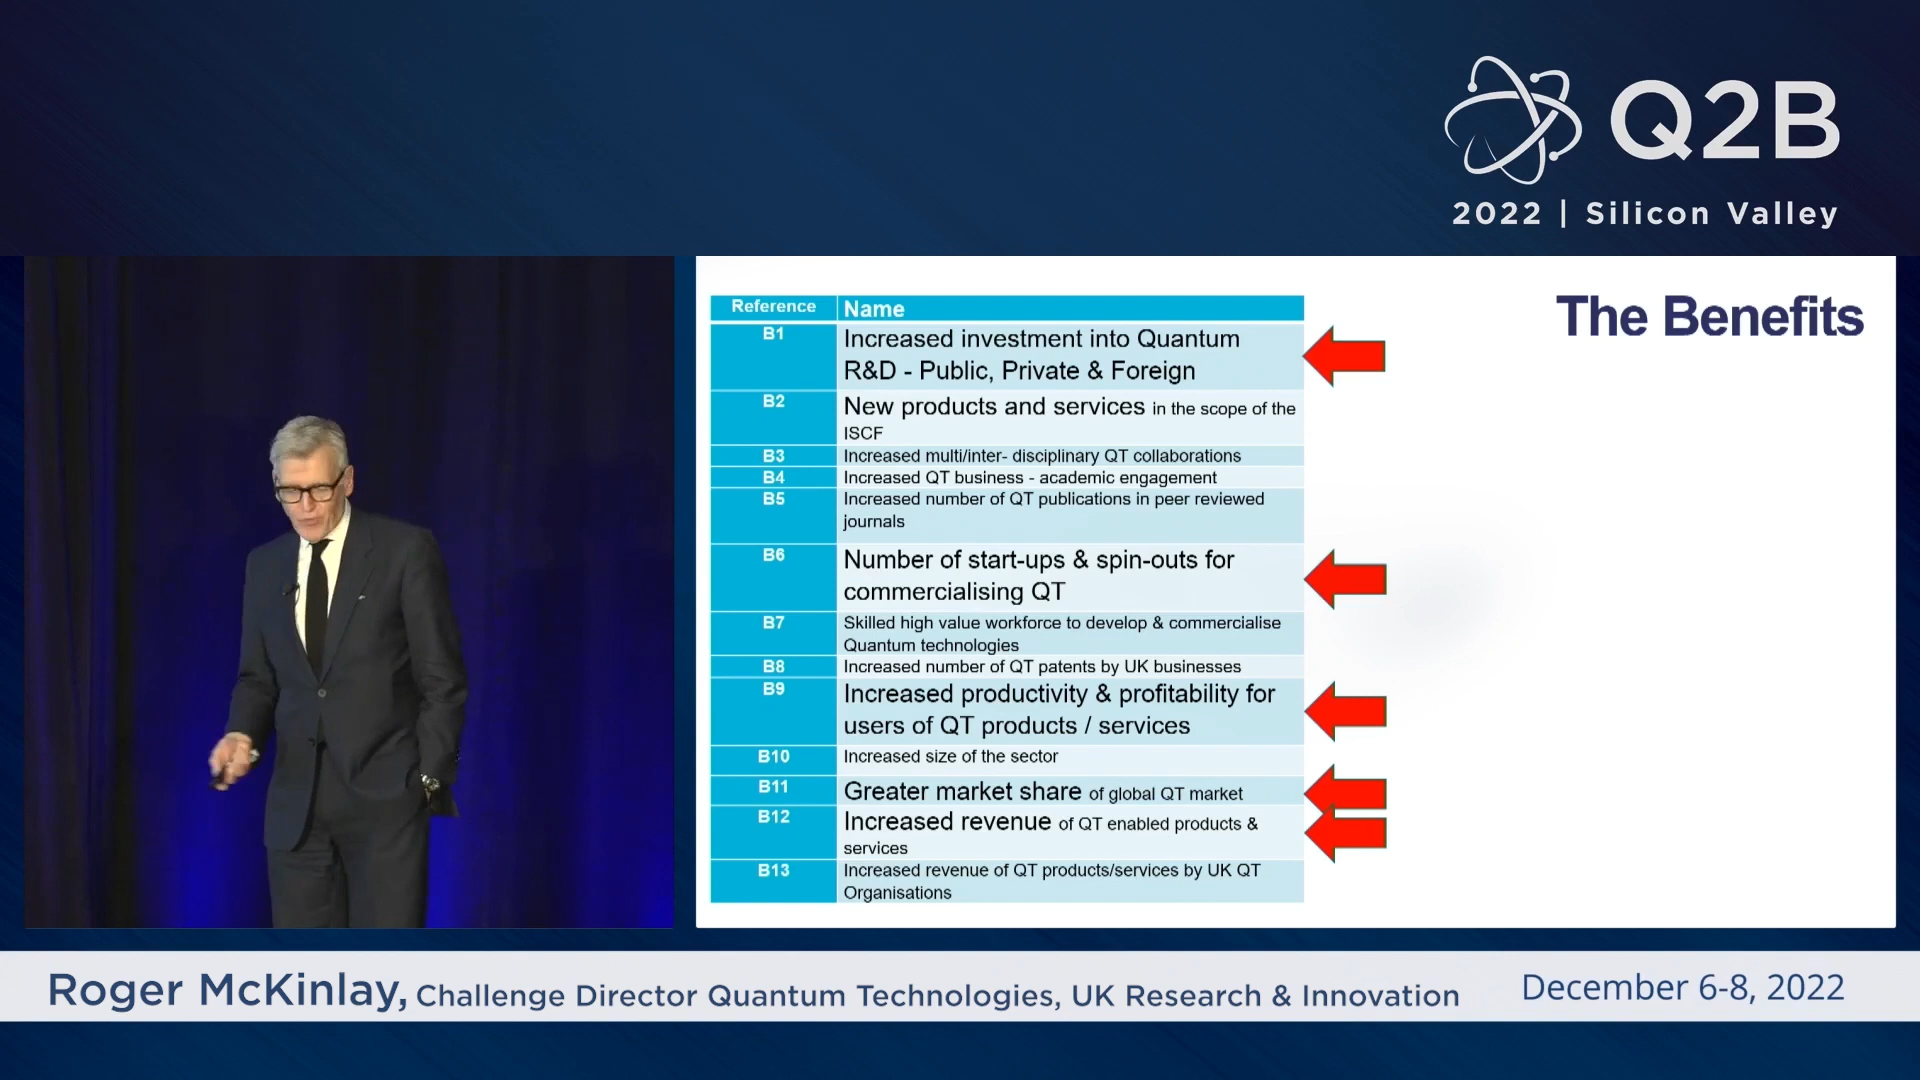 Q2B
2022 | Silicon Valley
The Benefits
Reference Name
B1 Increased investment into Quantum
R&D - Public, Private & Foreign
B2 New products and services in the scope of the
ISCF
B3 Increased multi/inter- disciplinary QT collaborations
B4 Increased QT business - academic engagement
B5 Increased number of QT publications in peer reviewed
journals
B6 Number of start-ups & spin-outs for
commercialising QT
B7 Skilled high value workforce to develop & commercialise
Quantum technologies
B8 Increased number of QT patents by UK businesses
B9 Increased productivity & profitability for
users of QT products / services
B10 Increased size of the sector
B11 Greater market share of global QT market
B12 Increased revenue of QT enabled products &
services
B13 Increased revenue of QT products/services by UK QT
Organisations
Roger McKinlay, Challenge Director Quantum Technologies, UK Research & Innovation
December 6-8, 2022